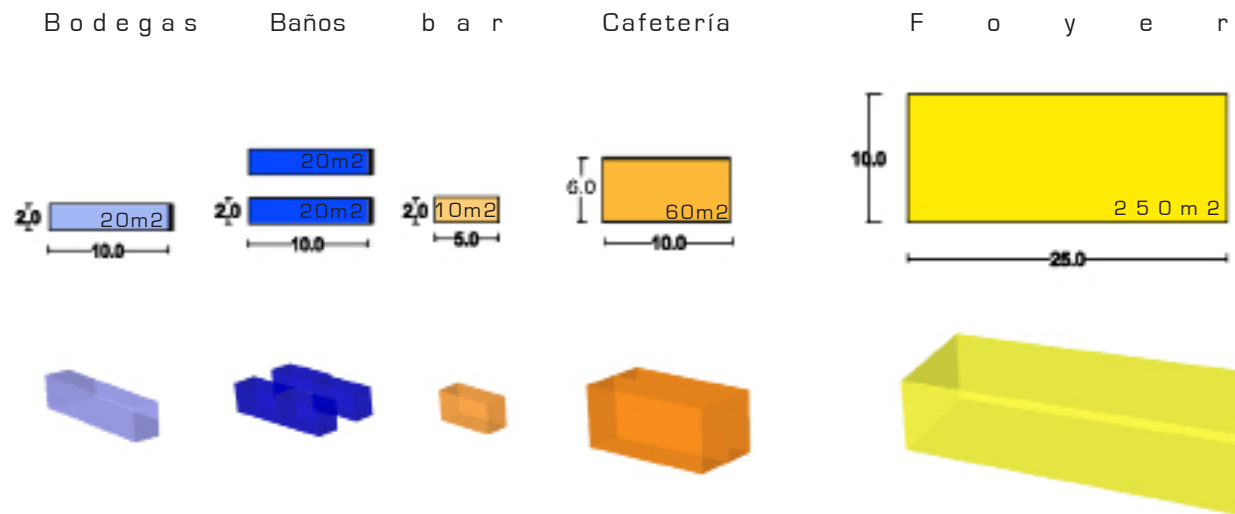 Bodegas Baños bar Cafetería Foyer
20m2
2.0 20m2 10.0
2.0 20m2 10.0
2.0 10m2 5.0
6.0 60m2 10.0
10.0 250m2 25.0